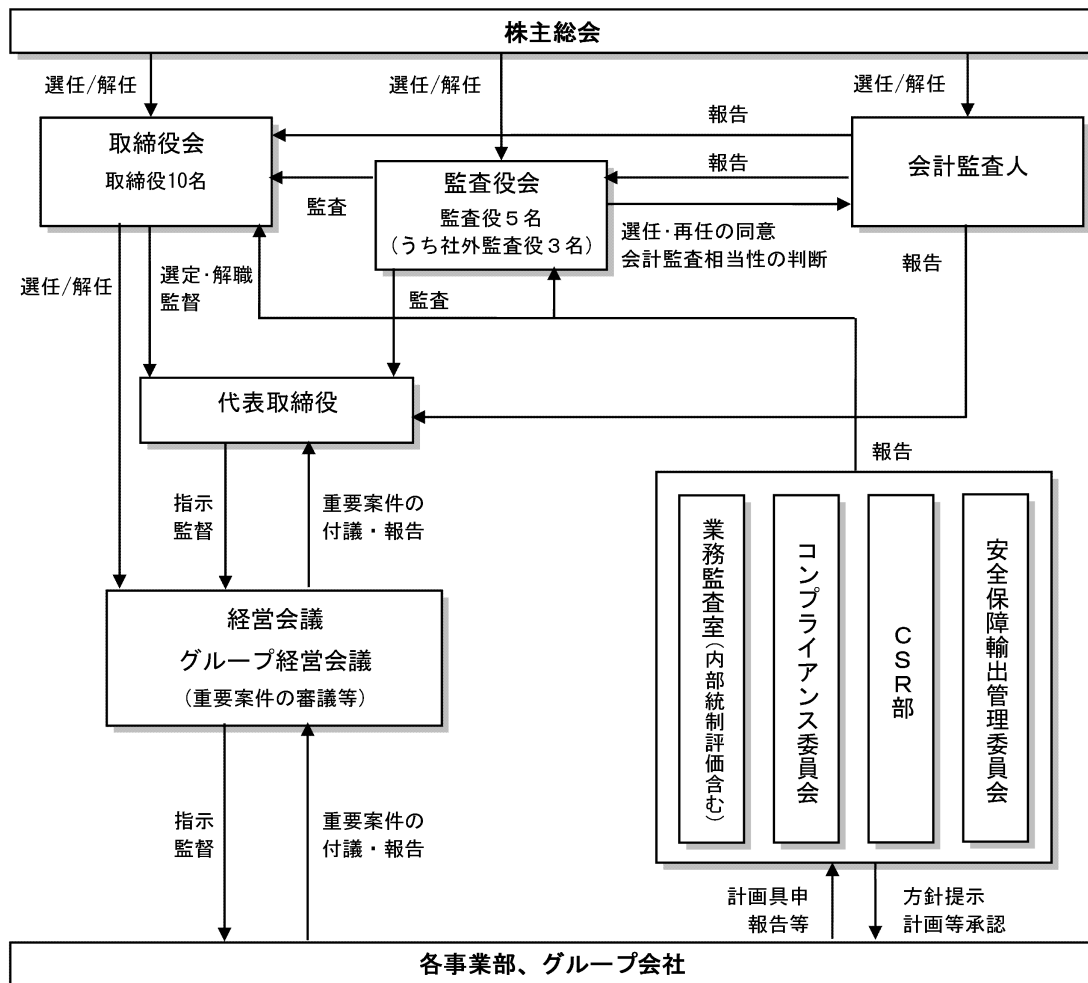 株主総会
選任/解任
選任/解任
選任/解任
取締役会
取締役10名
報告
報告
会計監査人
監査
監査役会
監査役５名
（うち社外監査役３名）
選任・再任の同意
会計監査相当性の判断
選任/解任
選定・解職
監督
監査
報告
代表取締役
報告
指示
監督
重要案件の
付議・報告
経営会議
グループ経営会議
（重要案件の審議等）
業務監査室（内部統制評価含む）
コンプライアンス委員会
ＣＳＲ部
安全保障輸出管理委員会
指示
監督
重要案件の
付議・報告
計画具申
報告等
方針提示
計画等承認
各事業部、グループ会社